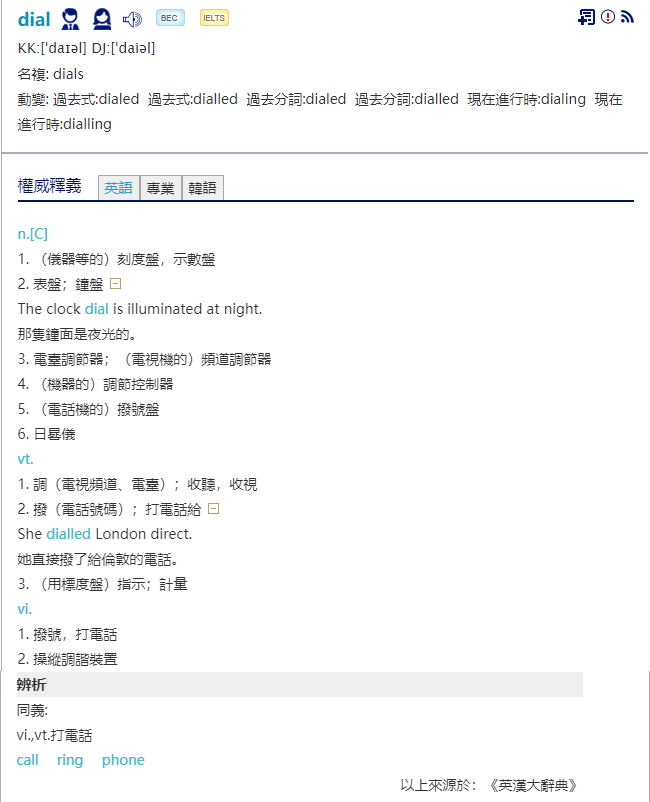 dial BEC IELTS
KK:['daɪəl] DJ:['daiəl]
名複: dials
動變: 過去式:dialed 過去式:dialled 過去分詞:dialed 過去分詞:dialled 現在進行時:dialing 現在
進行時:dialling
權威釋義 英語 專業 韓語
n.[C]
1. （儀器等的）刻度盤，示數盤
2. 表盤；鐘盤
The clock dial is illuminated at night.
那隻鐘面是夜光的。
3. 電臺調節器；（電視機的）頻道調節器
4. （機器的）調節控制器
5. （電話機的）撥號盤
6. 日晷儀
vt.
1. 調（電視頻道、電臺）；收聽，收視
2. 撥（電話號碼）；打電話給
She dialled London direct.
她直接撥了給倫敦的電話。
3. （用標度盤）指示；計量
vi.
1. 撥號，打電話
2. 操縱調諧裝置
辨析
同義:
vi.,vt.打電話
call ring phone
以上來源於：《英漢大辭典》